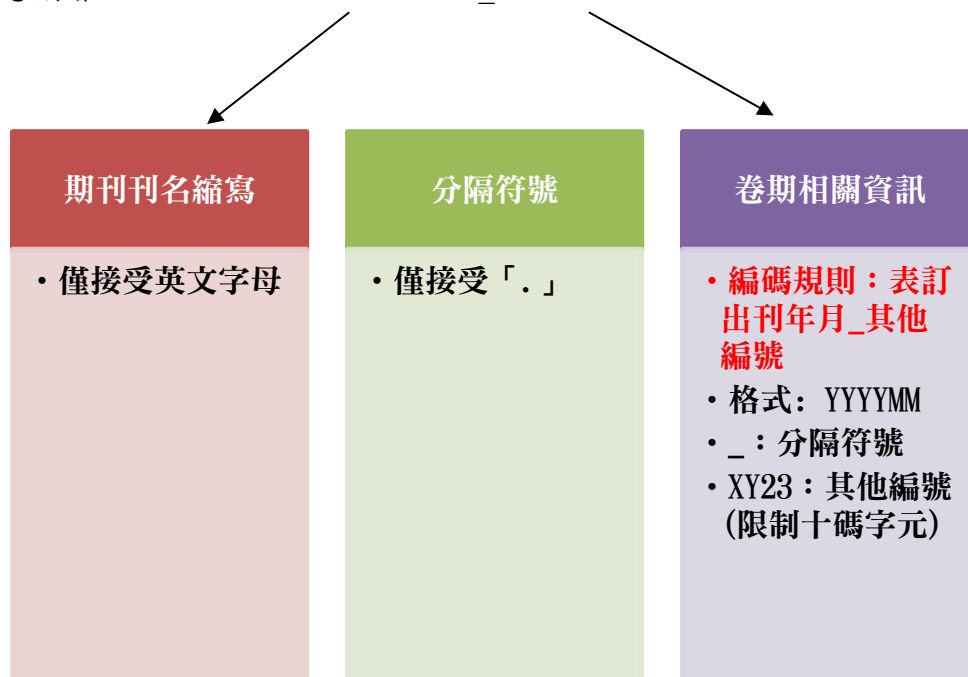 期刊刊名縮寫
・僅接受英文字母
分隔符號
・僅接受「.」
卷期相關資訊
・編碼規則：表訂
出刊年月_其他
編號
・格式: YYYYMM
・_：分隔符號
・XY23：其他編號
(限制十碼字元)